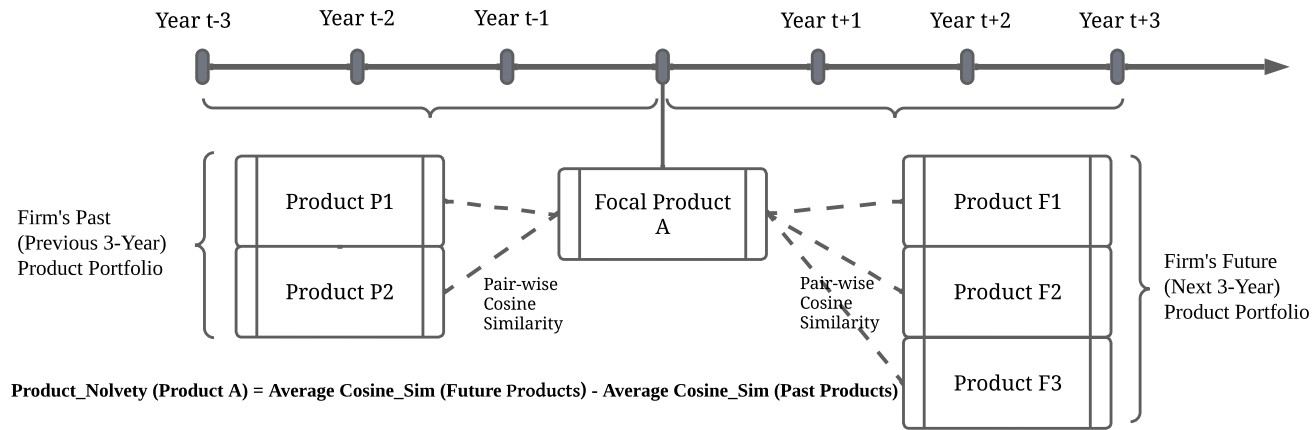 Year t-3
Year t-2
Year t-1
Year t+1
Year t+2
Year t+3
Firm's Past
(Previous 3-Year)
Product Portfolio
Product P1
Product P2
Pair-wise
Cosine
Similarity
Focal Product
A
Pair-wise
Cosine
Similarity
Product F1
Product F2
Product F3
Firm's Future
(Next 3-Year)
Product Portfolio
Product_Nolvety (Product A) = Average Cosine_Sim (Future Products) - Average Cosine_Sim (Past Products)